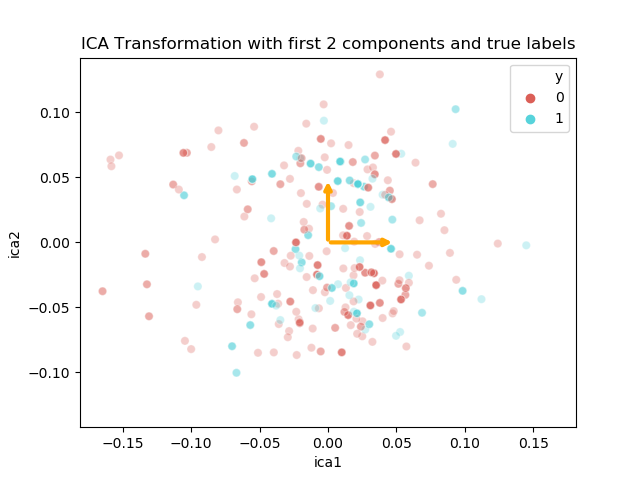 ICA Transformation with first 2 components and true labels
y
0
1
ica2
0.10
0.05
0.00
−0.05
−0.10
−0.15 −0.10 −0.05 0.00 0.05 0.10 0.15
ica1